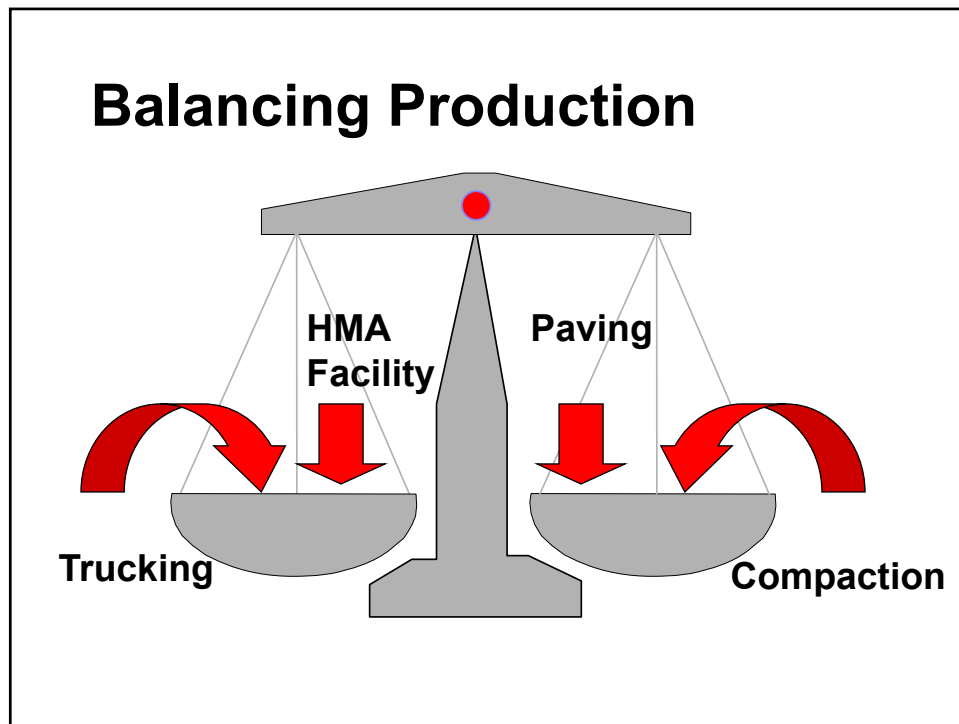 Balancing Production
HMA
Facility
Paving
Trucking
Compaction